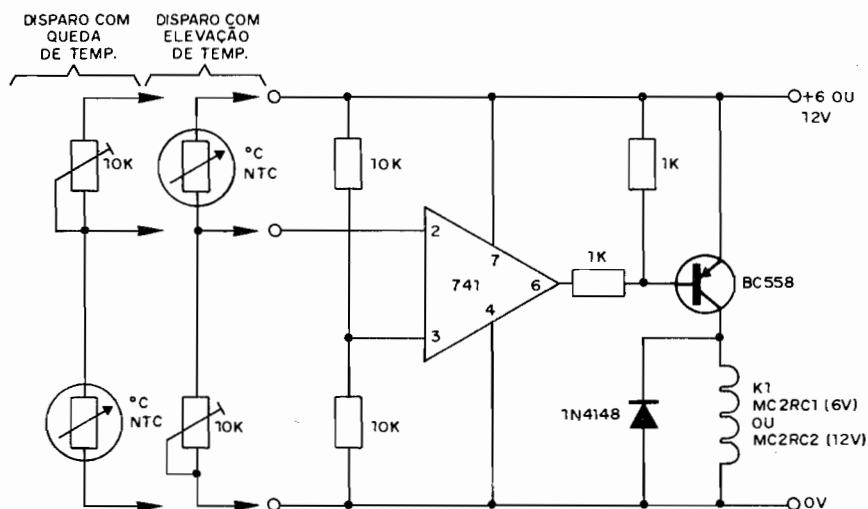 DISPARO COM
QUEDA
DE TEMP.
DISPARO COM
ELEVAÇÃO
DE TEMP.
+6 OU
12V
10K
°C
NTC
10K
1K
2
7
741
6
4
3
1K
BC558
°C
NTC
10K
10K
1N4148
K1
MC2RC1 (6V)
OU
MC2RC2 (12V)
0V